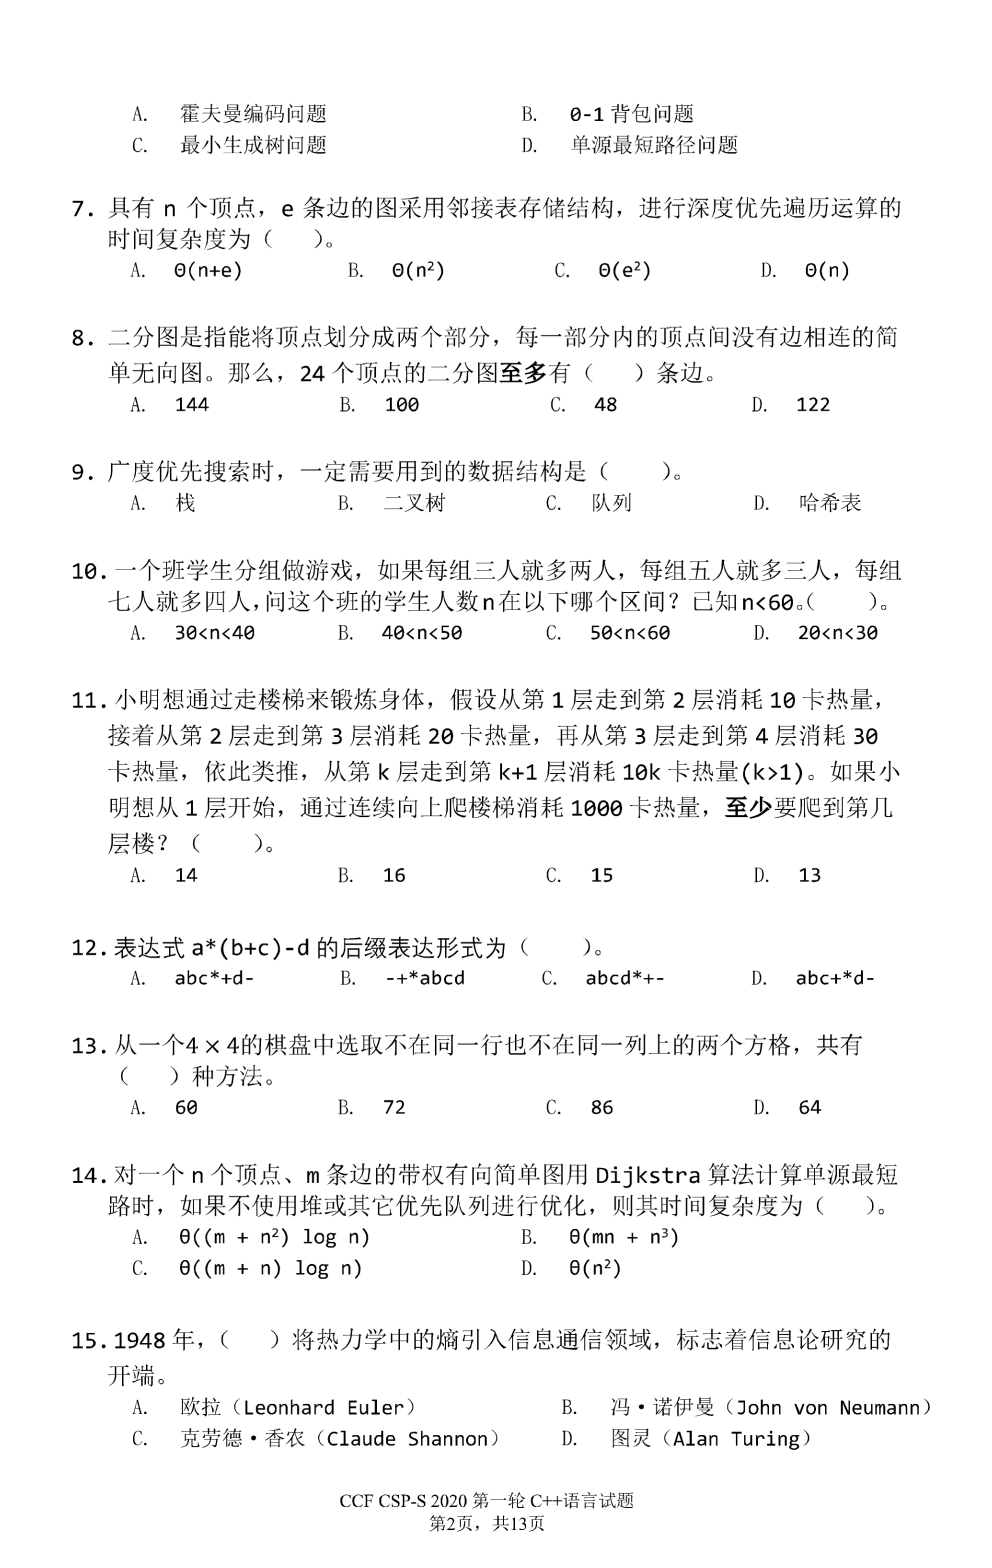 A. 霍夫曼编码问题 B. 0-1 背包问题
C. 最小生成树问题 D. 单源最短路径问题
7. 具有 n 个顶点，e 条边的图采用邻接表存储结构，进行深度优先遍历运算的
时间复杂度为（　　）。
A. Θ(n+e) B. Θ(n²) C. Θ(e²) D. Θ(n)
8. 二分图是指能将顶点划分成两个部分，每一部分内的顶点间没有边相连的简
单无向图。那么，24 个顶点的二分图至多有（　　）条边。
A. 144 B. 100 C. 48 D. 122
9. 广度优先搜索时，一定需要用到的数据结构是（　　）。
A. 栈 B. 二叉树 C. 队列 D. 哈希表
10. 一个班学生分组做游戏，如果每组三人就多两人，每组五人就多三人，每组
七人就多四人，问这个班的学生人数n在以下哪个区间？已知n<60。（　　）。
A. 30<n<40 B. 40<n<50 C. 50<n<60 D. 20<n<30
11. 小明想通过走楼梯来锻炼身体，假设从第 1 层走到第 2 层消耗 10 卡热量，
接着从第 2 层走到第 3 层消耗 20 卡热量，再从第 3 层走到第 4 层消耗 30
卡热量，依此类推，从第 k 层走到第 k+1 层消耗 10k 卡热量(k>1)。如果小
明想从 1 层开始，通过连续向上爬楼梯消耗 1000 卡热量，至少要爬到第几
层楼？（　　）。
A. 14 B. 16 C. 15 D. 13
12. 表达式 a*(b+c)-d 的后缀表达形式为（　　）。
A. abc*+d- B. -+*abcd C. abcd*+- D. abc+*d-
13. 从一个4 × 4的棋盘中选取不在同一行也不在同一列上的两个方格，共有
（　　）种方法。
A. 60 B. 72 C. 86 D. 64
14. 对一个 n 个顶点、m 条边的带权有向简单图用 Dijkstra 算法计算单源最短
路时，如果不使用堆或其它优先队列进行优化，则其时间复杂度为（　　）。
A. θ((m + n²) log n) B. θ(mn + n³)
C. θ((m + n) log n) D. θ(n²)
15. 1948 年，（　　）将热力学中的熵引入信息通信领域，标志着信息论研究的
开端。
A. 欧拉（Leonhard Euler） B. 冯·诺伊曼（John von Neumann）
C. 克劳德·香农（Claude Shannon） D. 图灵（Alan Turing）
CCF CSP-S 2020 第一轮 C++语言试题
第2页，共13页